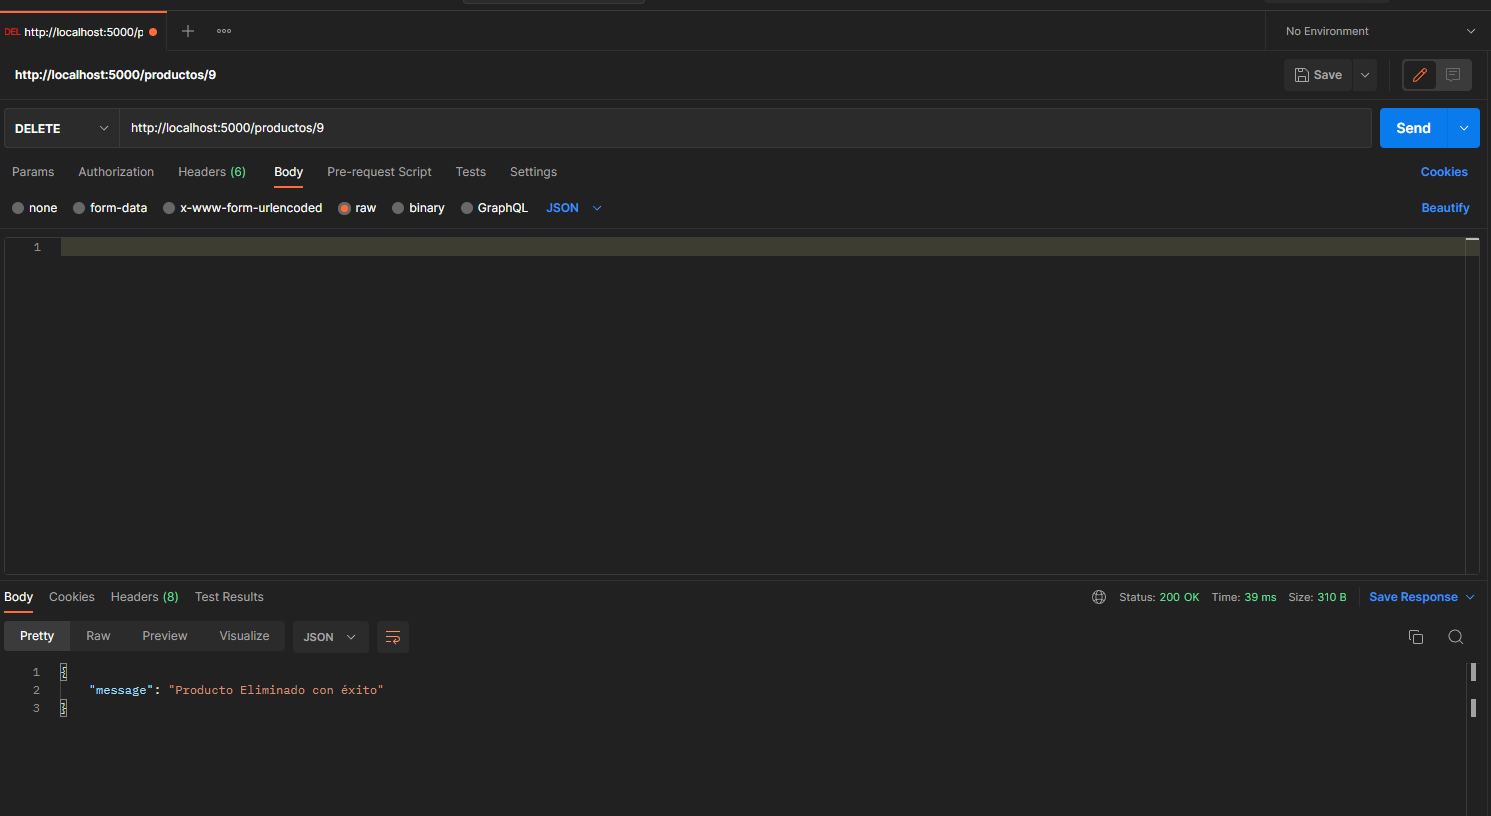 DEL http://localhost:5000/p
No Environment
http://localhost:5000/productos/9
Save
DELETE
http://localhost:5000/productos/9
Send
Params Authorization Headers (6) Body Pre-request Script Tests Settings Cookies
none form-data x-www-form-urlencoded raw binary GraphQL JSON Beautify
1
Body Cookies Headers (8) Test Results Status: 200 OK Time: 39 ms Size: 310 B Save Response
Pretty Raw Preview Visualize JSON
1 {
2 "message": "Producto Eliminado con éxito"
3 }